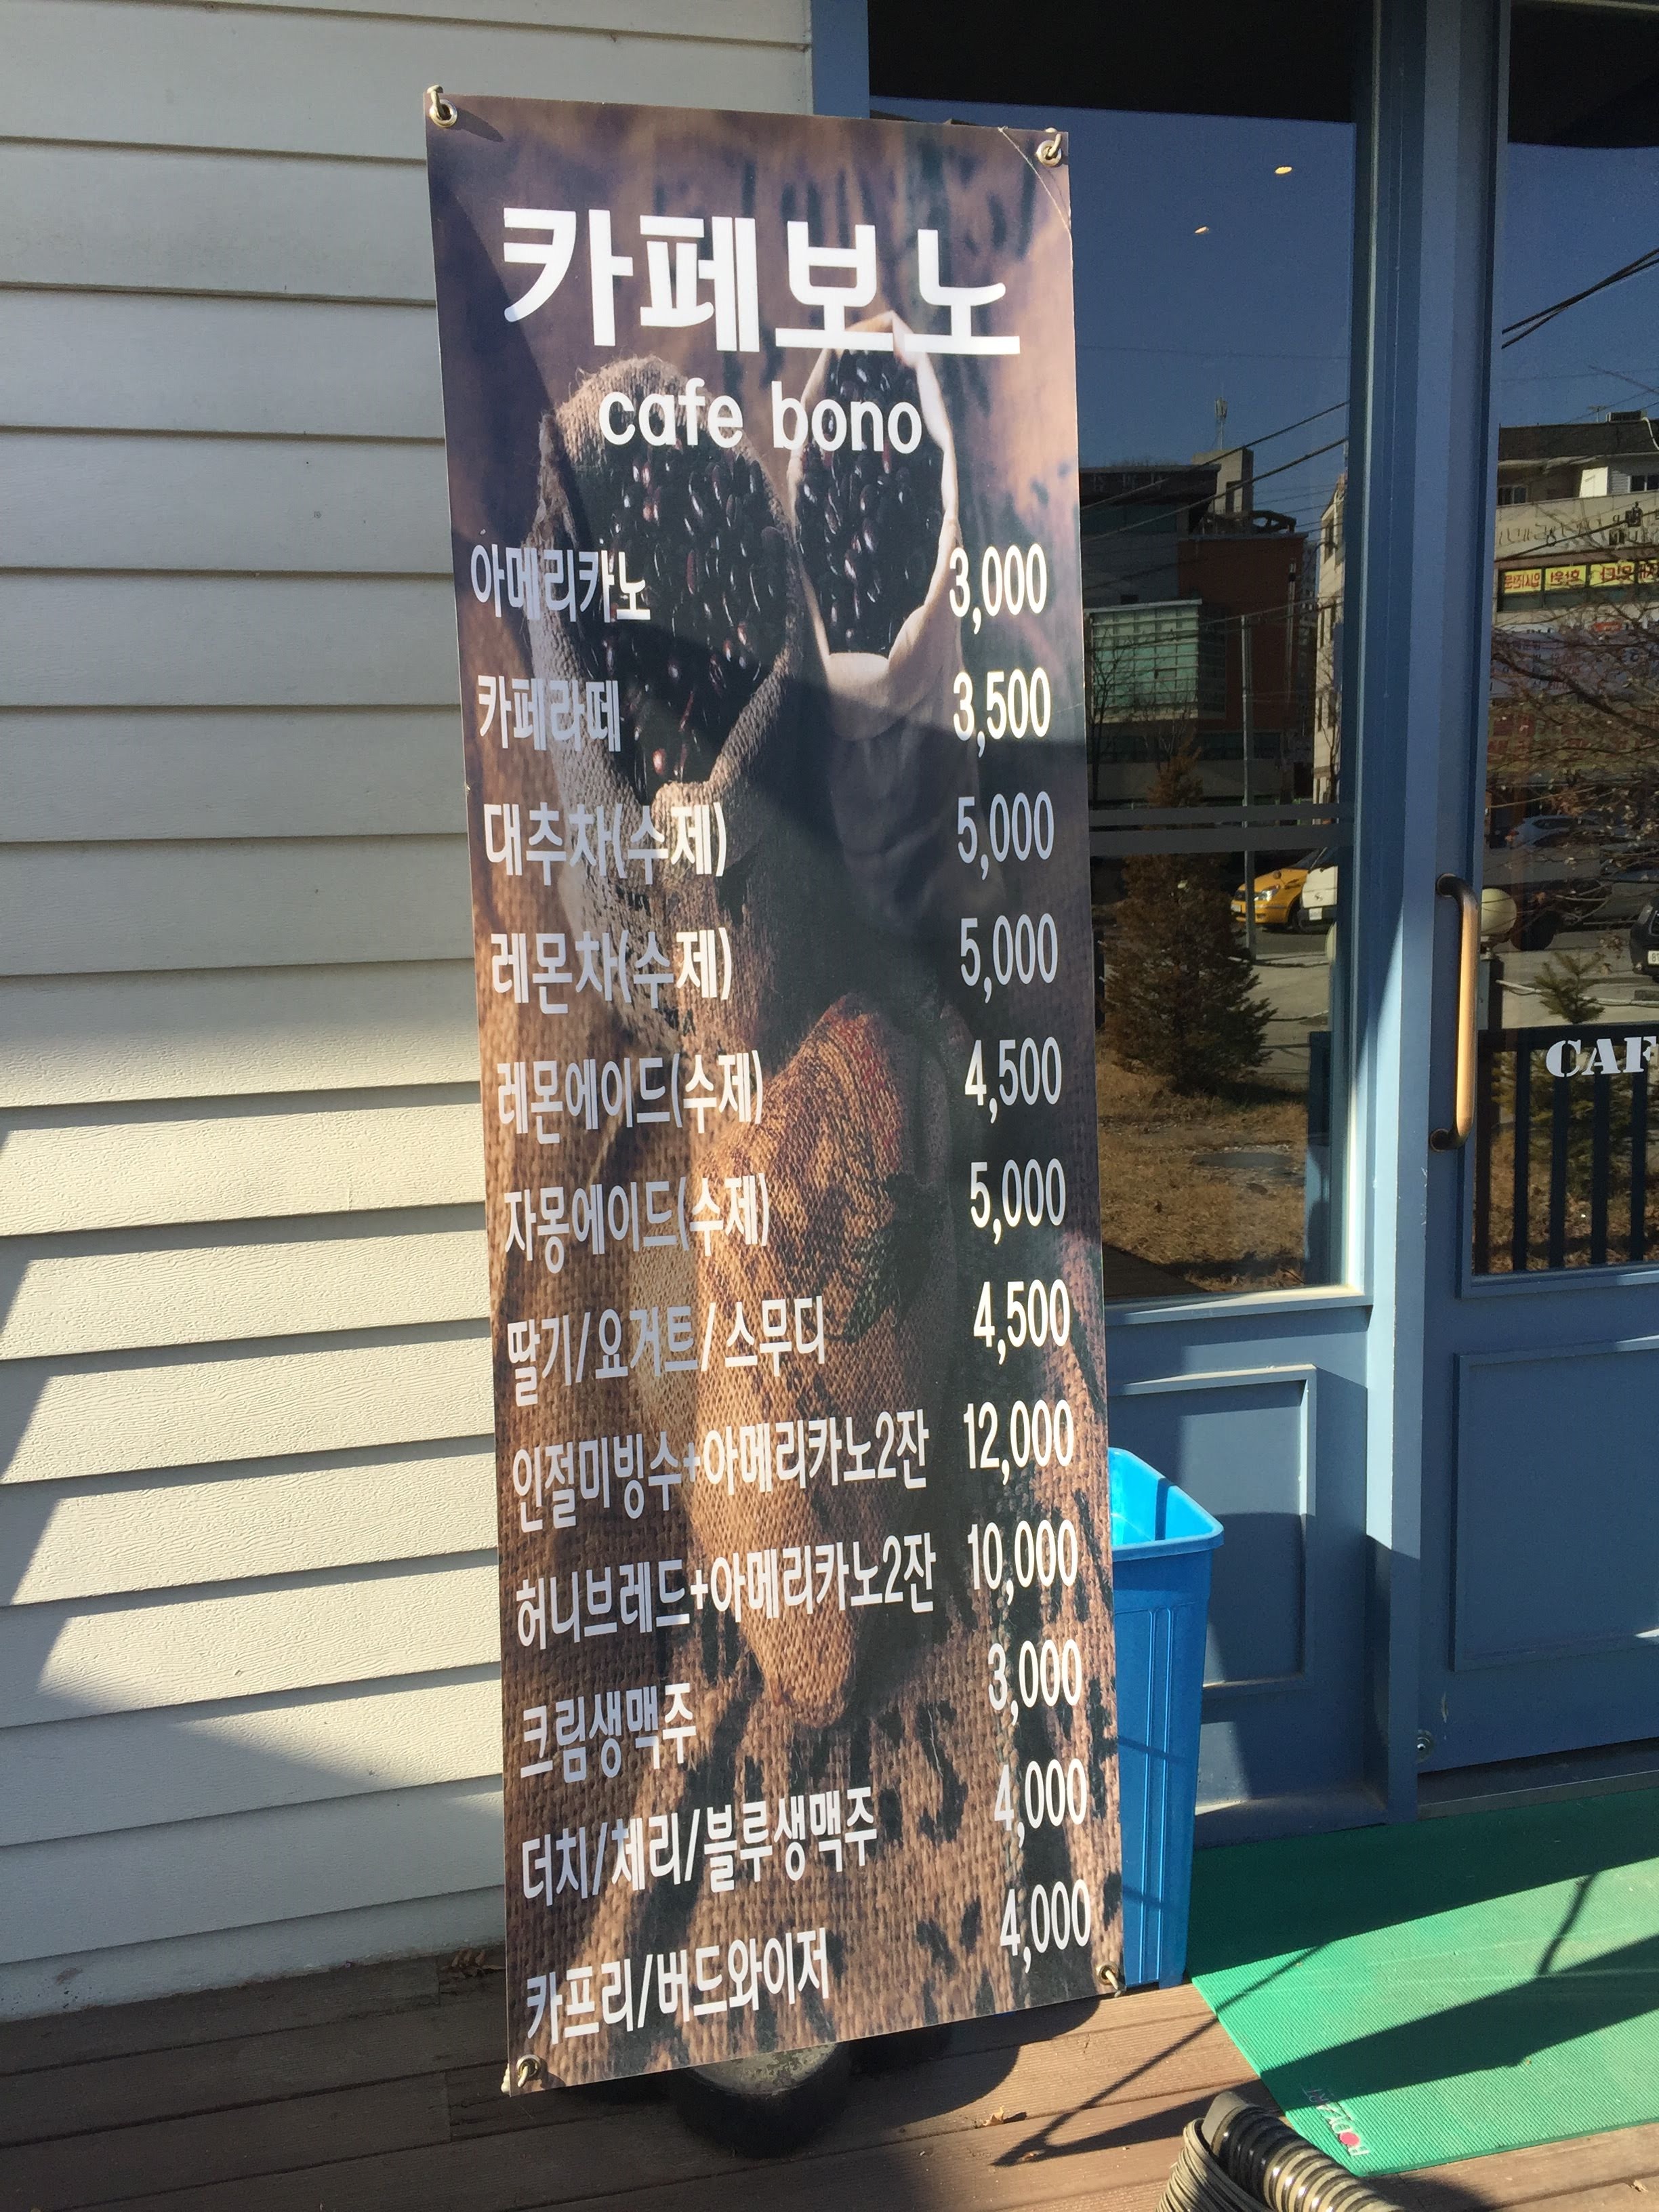 카페보노
cafe bono
아메리카노 3,000
카페라떼 3,500
대추차(수제) 5,000
레몬차(수제) 5,000
레몬에이드(수제) 4,500
자몽에이드(수제) 5,000
딸기/요거트/스무디 4,500
인절미빙수+아메리카노2잔 12,000
허니브레드+아메리카노2잔 10,000
크림생맥주 3,000
더치/체리/블루생맥주 4,000
카프리/버드와이저 4,000
CAF